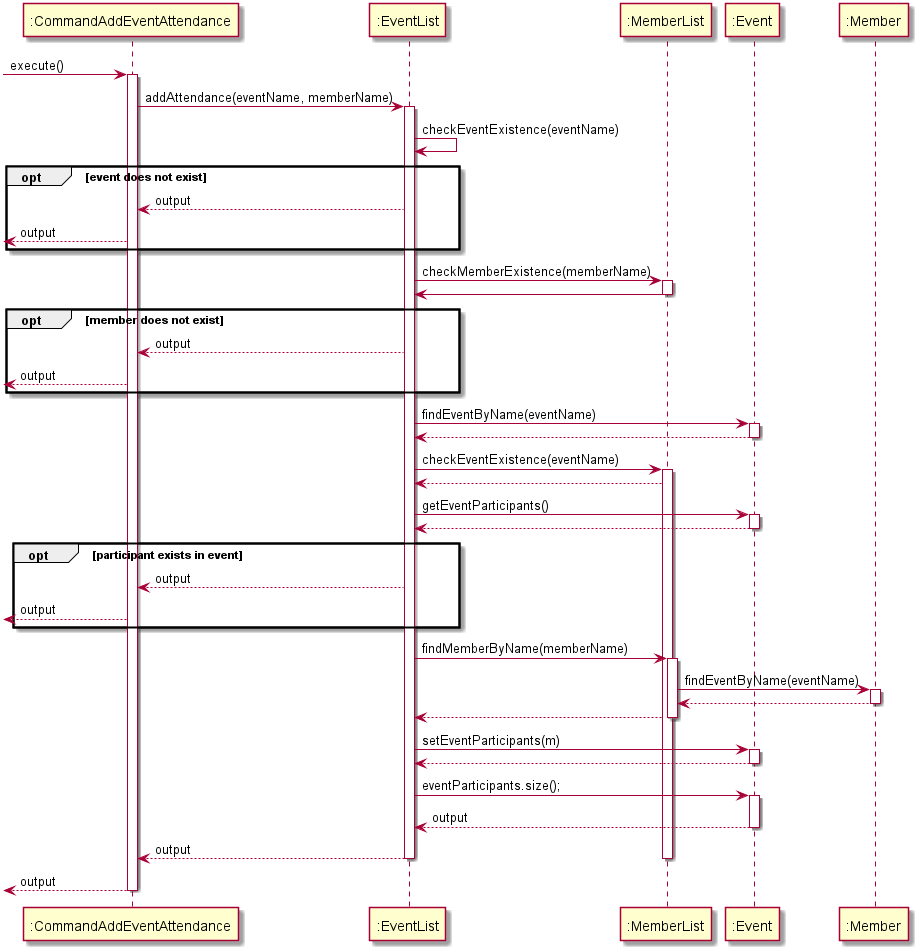 :CommandAddEventAttendance :EventList :MemberList :Event :Member
execute()
addAttendance(eventName, memberName)
checkEventExistence(eventName)
opt [event does not exist]
output
output
checkMemberExistence(memberName)
opt [member does not exist]
output
output
findEventByName(eventName)
checkEventExistence(eventName)
getEventParticipants()
opt [participant exists in event]
output
output
findMemberByName(memberName)
findEventByName(eventName)
setEventParticipants(m)
eventParticipants.size();
output
output
output
:CommandAddEventAttendance :EventList :MemberList :Event :Member